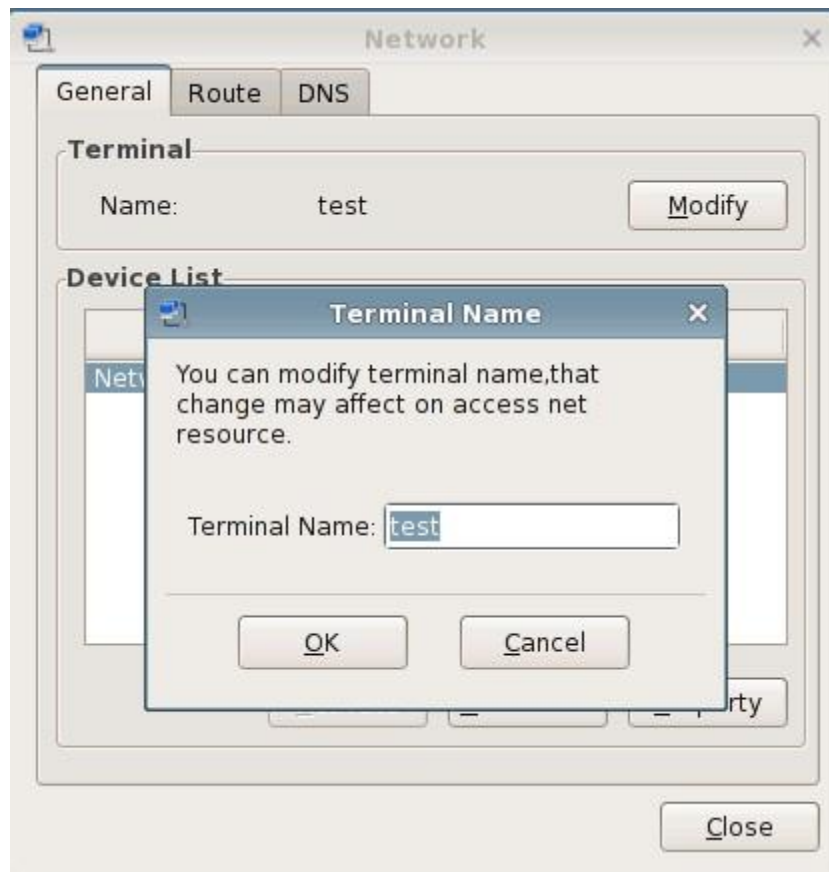 Network
General Route DNS
Terminal
Name: test Modify
Device List
Terminal Name
You can modify terminal name,that
change may affect on access net
resource.
Terminal Name: test
OK Cancel
Close